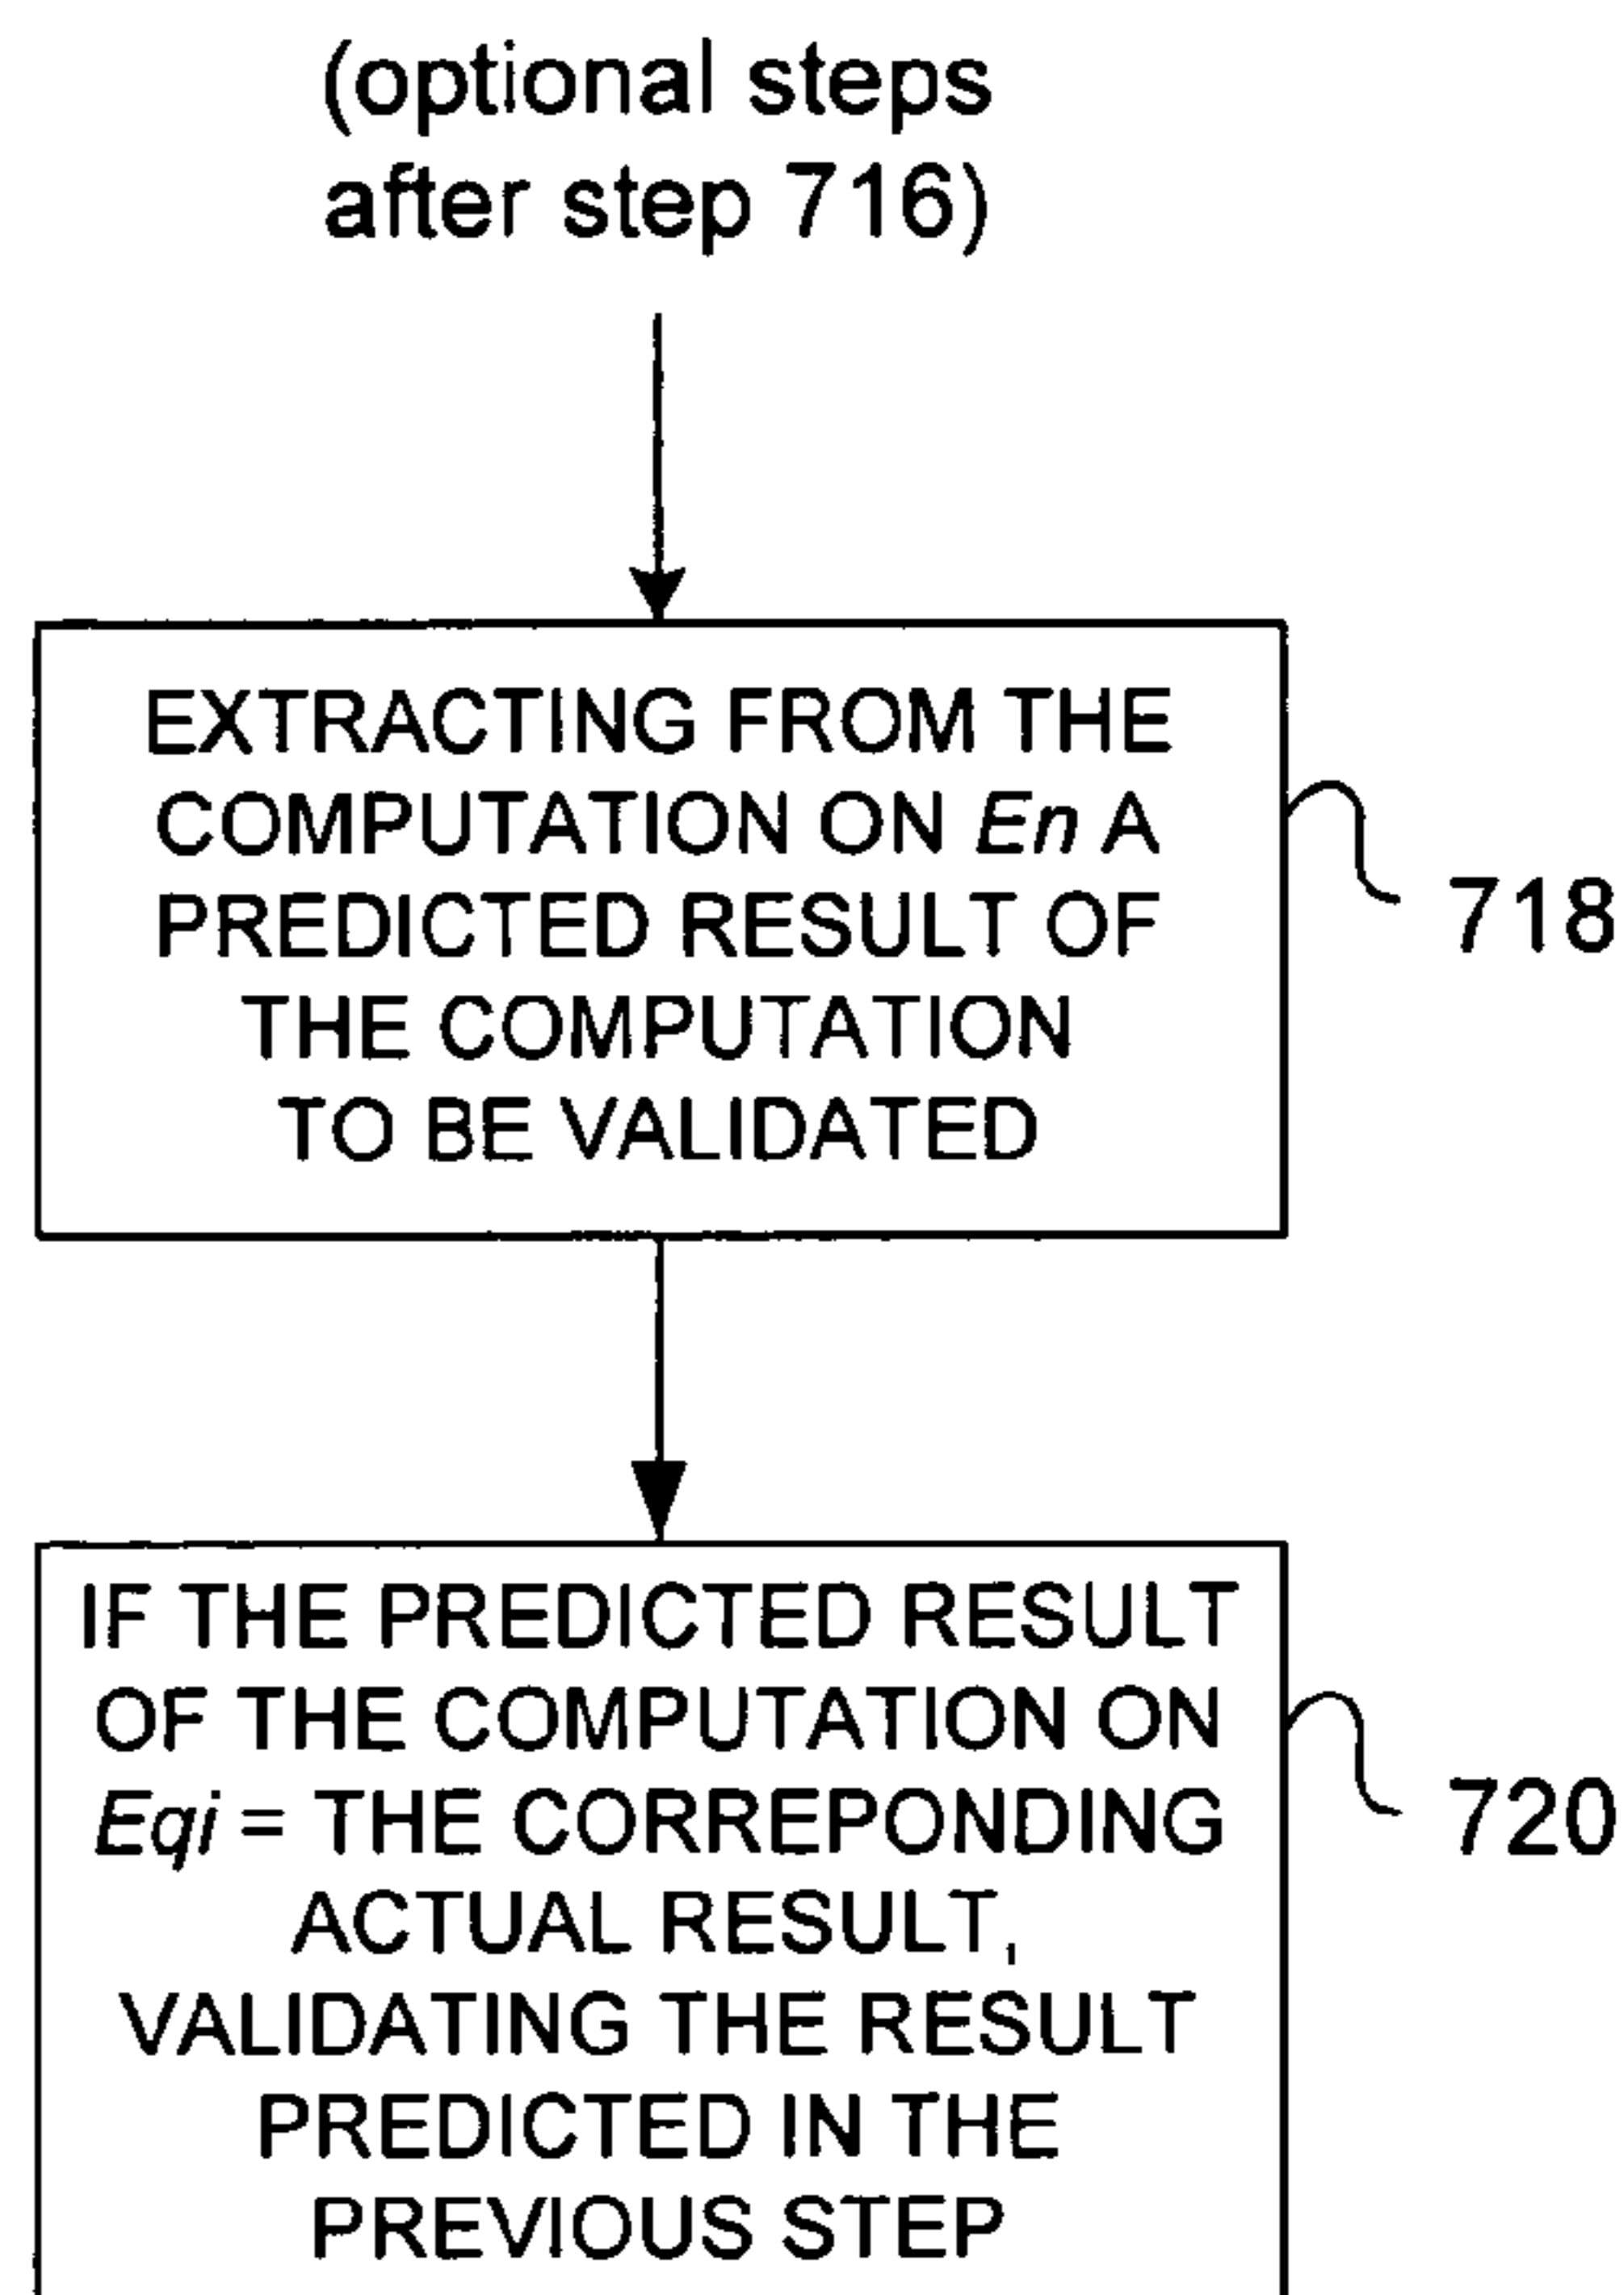 (optional steps
after step 716)
EXTRACTING FROM THE
COMPUTATION ON En A
PREDICTED RESULT OF
THE COMPUTATION
TO BE VALIDATED
718
IF THE PREDICTED RESULT
OF THE COMPUTATION ON
Eqi = THE CORREPONDING
ACTUAL RESULT,
VALIDATING THE RESULT
PREDICTED IN THE
PREVIOUS STEP
720